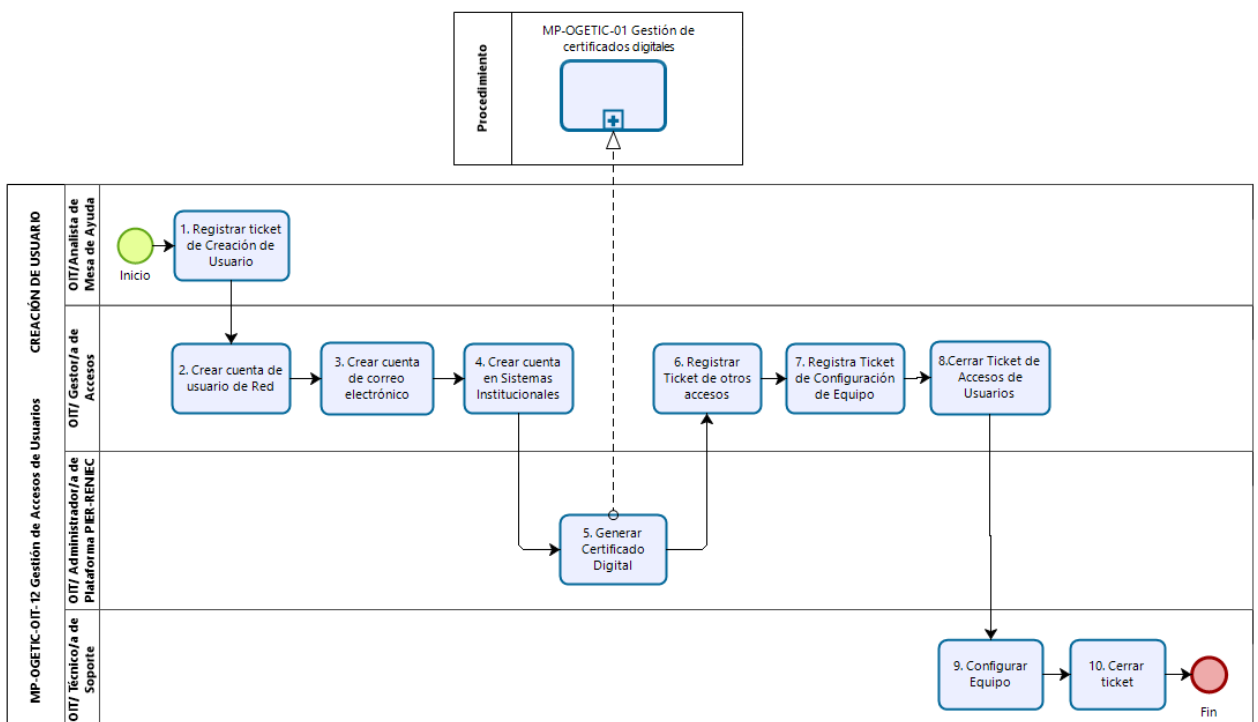 MP-OGETIC-01 Gestión de
certificados digitales
Procedimiento
MP-OGETIC-OIT-12 Gestión de Accesos de Usuarios
CREACIÓN DE USUARIO
OIT/Analista de
Mesa de Ayuda
Inicio
1. Registrar ticket
de Creación de
Usuario
OIT/ Gestor/a de
Accesos
2. Crear cuenta de
usuario de Red
3. Crear cuenta
de correo
electrónico
4. Crear cuenta
en Sistemas
Institucionales
6. Registrar
Ticket de otros
accesos
7. Registra Ticket
de Configuración
de Equipo
8.Cerrar Ticket de
Accesos de
Usuarios
OIT/ Administrador/a de
Plataforma PIER-RENIEC
5. Generar
Certificado
Digital
OIT/ Técnico/a de
Soporte
9. Configurar
Equipo
10. Cerrar
ticket
Fin